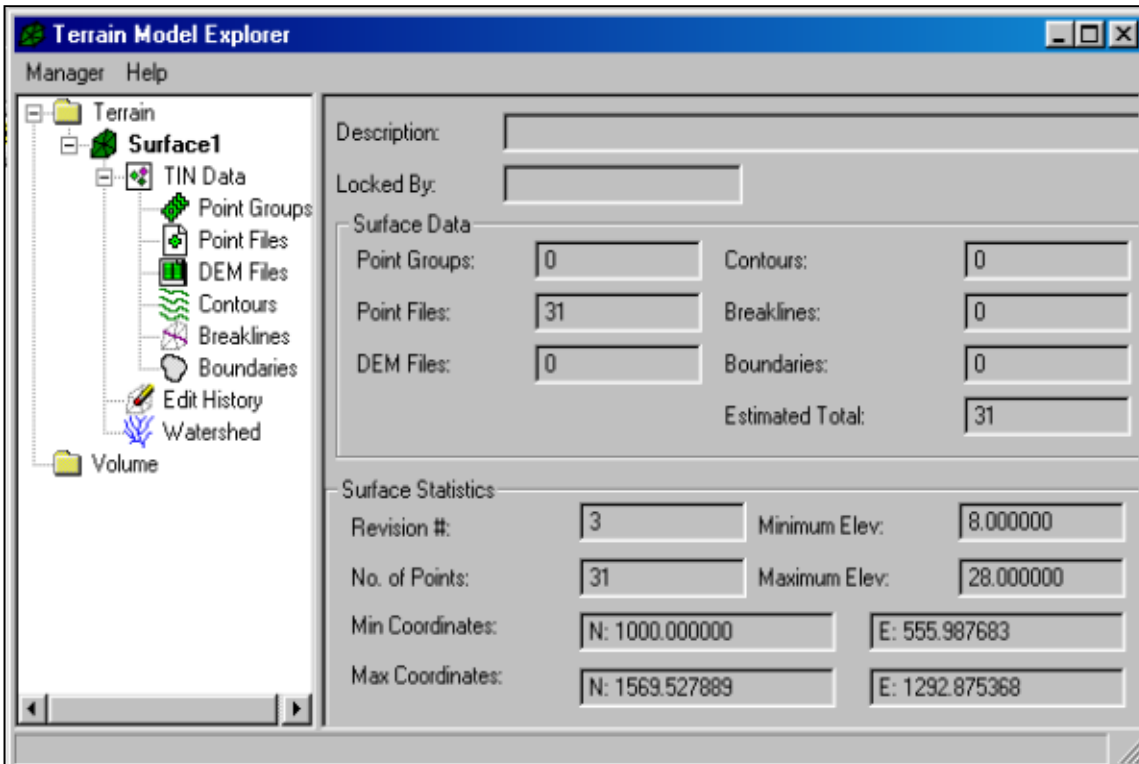 Terrain Model Explorer
Manager Help
Terrain
Surface1
TIN Data
Point Groups
Point Files
DEM Files
Contours
Breaklines
Boundaries
Edit History
Watershed
Volume
Description:
Locked By:
Surface Data
Point Groups: 0 Contours: 0
Point Files: 31 Breaklines: 0
DEM Files: 0 Boundaries: 0
Estimated Total: 31
Surface Statistics
Revision #: 3 Minimum Elev: 8.000000
No. of Points: 31 Maximum Elev: 28.000000
Min Coordinates: N: 1000.000000 E: 555.987683
Max Coordinates: N: 1569.527889 E: 1292.875368